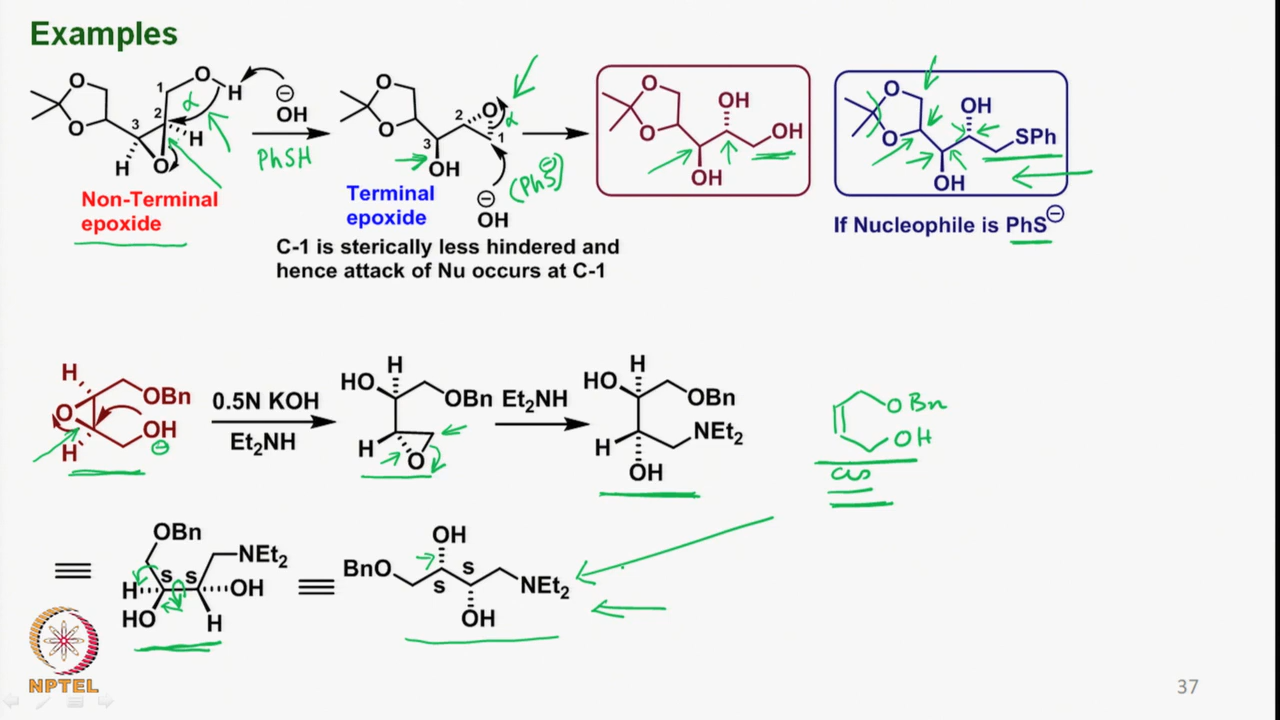 Examples
O
O
1
O
H
2
α
3
H
H
O
⊖
OH
PhSH
O
O
2
O
α
3
1
OH
(PhS⊖)
⊖
OH
O
O
OH
OH
OH
O
O
OH
SPh
OH
Non-Terminal
epoxide
Terminal
epoxide
If Nucleophile is PhS⊖
C-1 is sterically less hindered and
hence attack of Nu occurs at C-1
H
O
OBn
OH
⊖
H
0.5N KOH
Et2NH
H
HO
OBn
H
O
Et2NH
H
HO
OBn
H
NEt2
OH
OBn
OH
cis
≡
OBn
NEt2
H
S
S
OH
HO
H
≡
OH
BnO
S
S
NEt2
OH
NPTEL
37